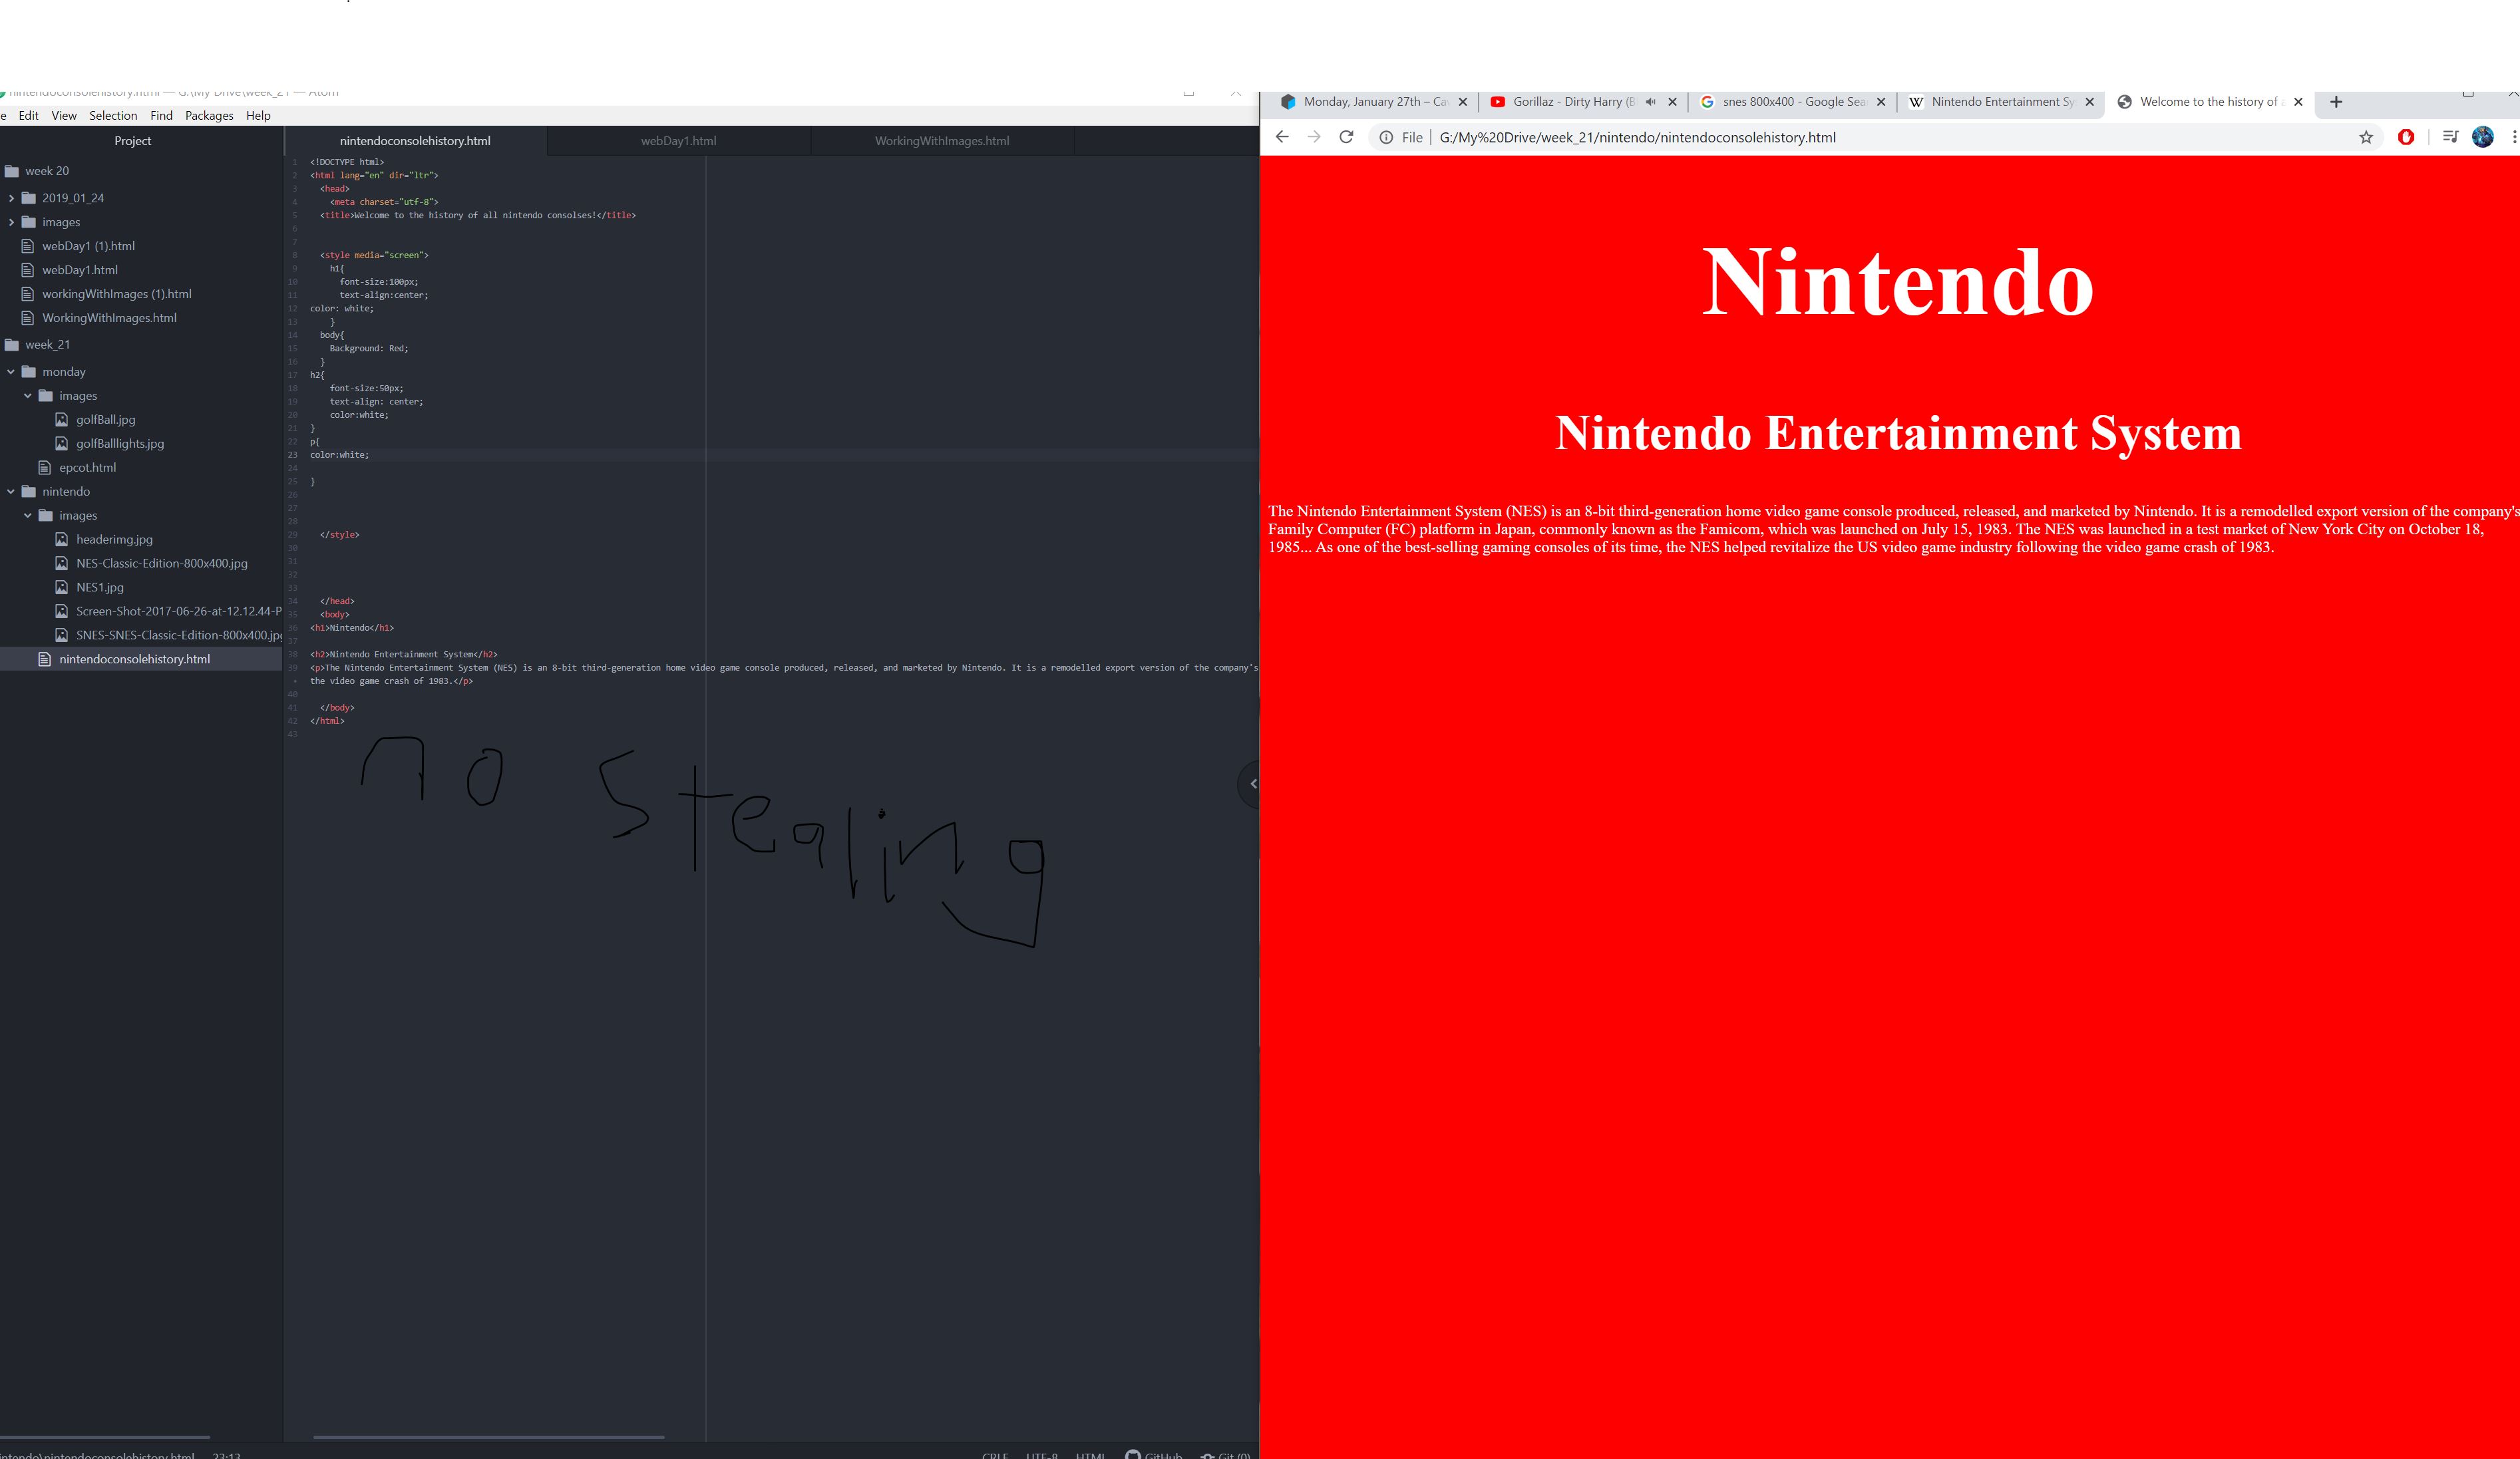 nintendoconsolehistory.html — G:\My Drive\week_21 — Atom
Edit View Selection Find Packages Help
Project
week 20
2019_01_24
images
webDay1 (1).html
webDay1.html
workingWithImages (1).html
WorkingWithImages.html
week_21
monday
images
golfBall.jpg
golfBalllights.jpg
epcot.html
nintendo
images
headerimg.jpg
NES-Classic-Edition-800x400.jpg
NES1.jpg
Screen-Shot-2017-06-26-at-12.12.44-P
SNES-SNES-Classic-Edition-800x400.jpg
nintendoconsolehistory.html
nintendoconsolehistory.html webDay1.html WorkingWithImages.html
1 <!DOCTYPE html>
2 <html lang="en" dir="ltr">
3 <head>
4 <meta charset="utf-8">
5 <title>Welcome to the history of all nintendo consolses!</title>
6
7
8 <style media="screen">
9 h1{
10 font-size:100px;
11 text-align:center;
12 color: white;
13 }
14 body{
15 Background: Red;
16 }
17 h2{
18 font-size:50px;
19 text-align: center;
20 color:white;
21 }
22 p{
23 color:white;
24
25 }
26
27
28
29 </style>
30
31
32
33
34 </head>
35 <body>
36 <h1>Nintendo</h1>
37
38 <h2>Nintendo Entertainment System</h2>
39 <p>The Nintendo Entertainment System (NES) is an 8-bit third-generation home video game console produced, released, and marketed by Nintendo. It is a remodelled export version of the company's
• the video game crash of 1983.</p>
40
41 </body>
42 </html>
43
no stealing
intendo\nintendoconsolehistory.html 23:13 CRLF UTF-8 HTML GitHub Git (0)
Monday, January 27th – Ca Gorillaz - Dirty Harry (B snes 800x400 - Google Sea Nintendo Entertainment Sy Welcome to the history of
File G:/My%20Drive/week_21/nintendo/nintendoconsolehistory.html
Nintendo
Nintendo Entertainment System
The Nintendo Entertainment System (NES) is an 8-bit third-generation home video game console produced, released, and marketed by Nintendo. It is a remodelled export version of the company's
Family Computer (FC) platform in Japan, commonly known as the Famicom, which was launched on July 15, 1983. The NES was launched in a test market of New York City on October 18,
1985... As one of the best-selling gaming consoles of its time, the NES helped revitalize the US video game industry following the video game crash of 1983.